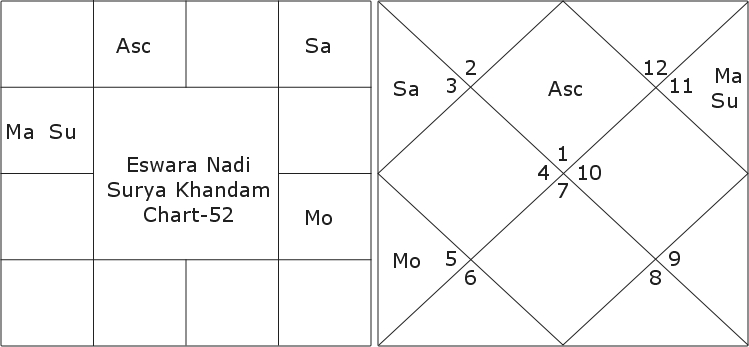 Asc
Sa
Ma Su
Eswara Nadi
Surya Khandam
Chart-52
Mo
2
12
Sa
3
Asc
11
Ma
Su
1
4
10
7
Mo
5
9
6
8